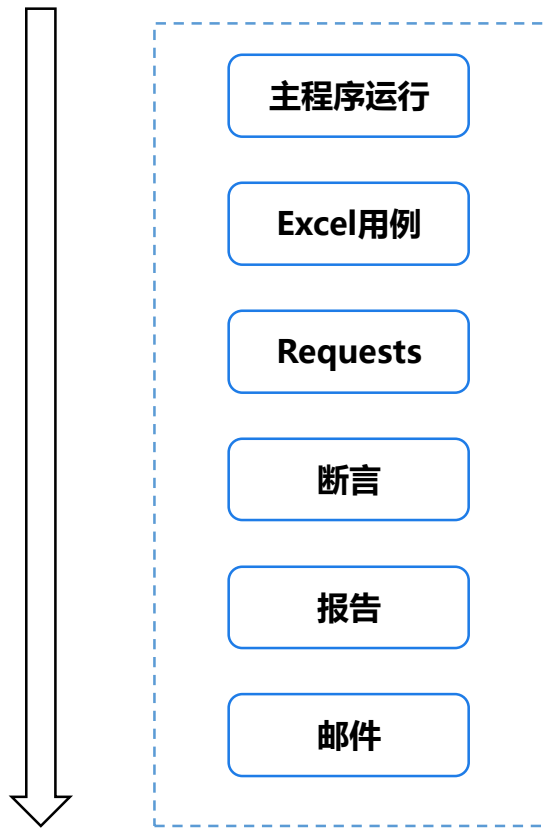 主程序运行
Excel用例
Requests
断言
报告
邮件